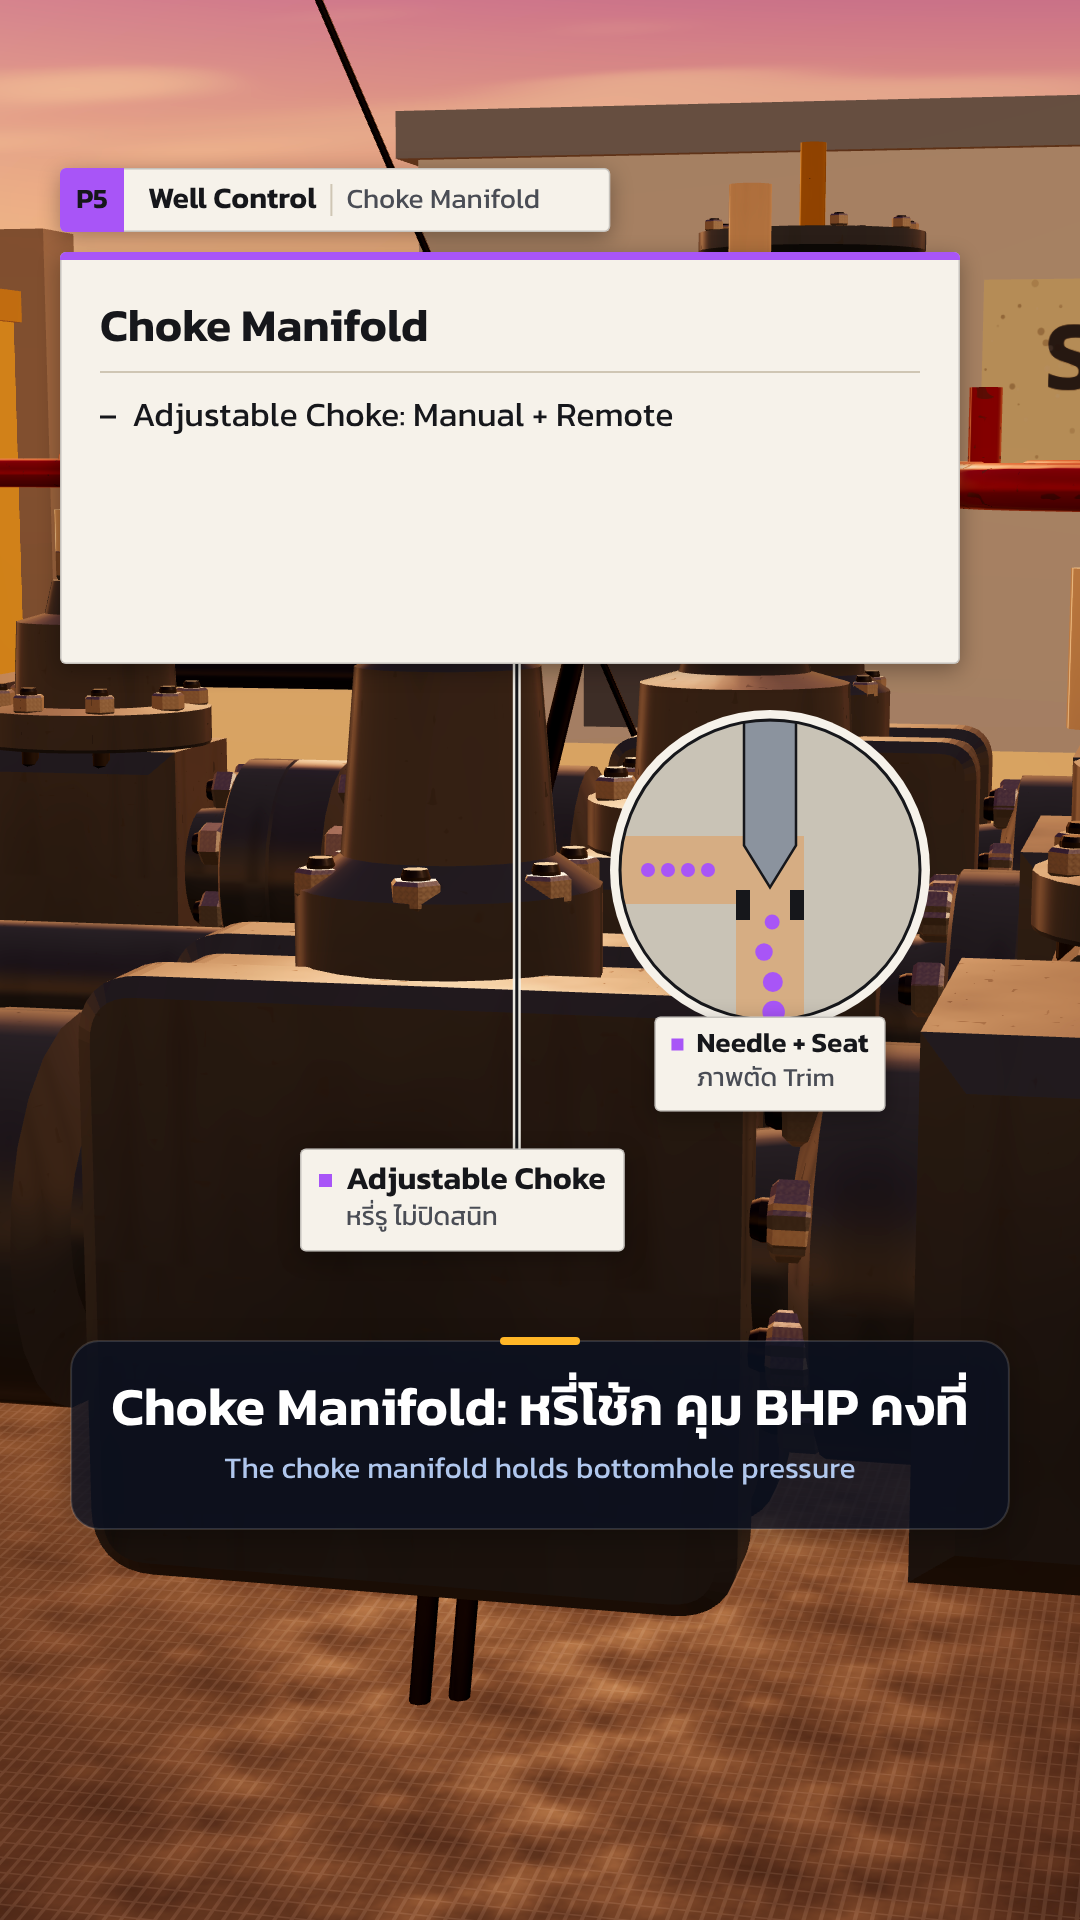 P5 Well Control Choke Manifold
Choke Manifold
– Adjustable Choke: Manual + Remote
S
Needle + Seat
ภาพตัด Trim
Adjustable Choke
หรี่รู ไม่ปิดสนิท
Choke Manifold: หรี่โช้ก คุม BHP คงที่
The choke manifold holds bottomhole pressure